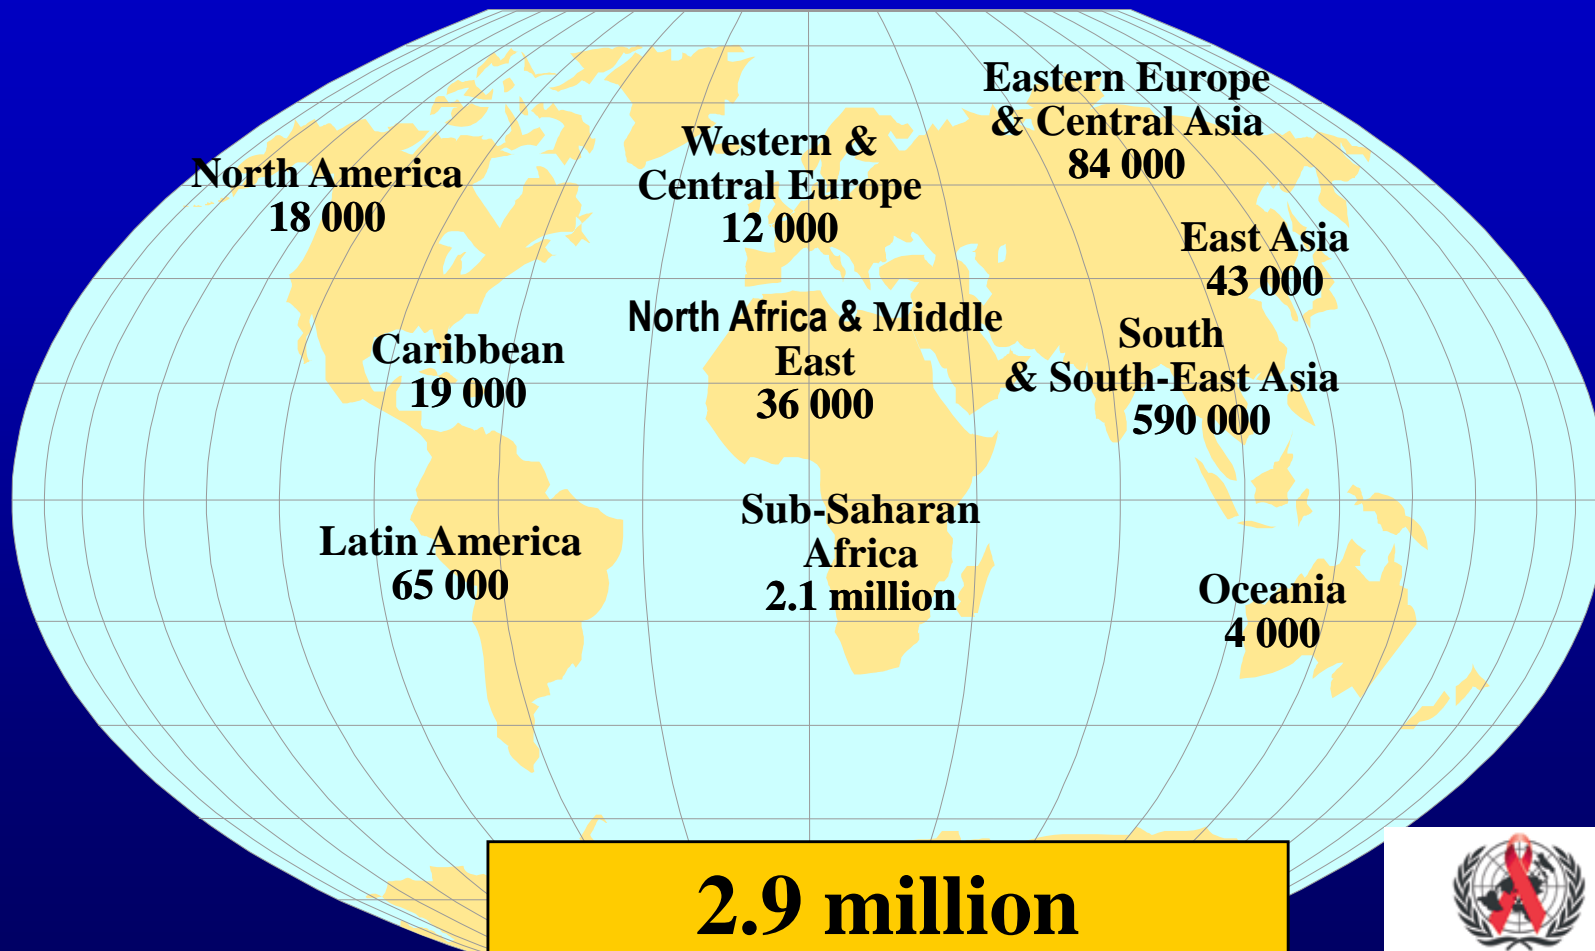 Eastern Europe
& Central Asia
84 000
Western &
Central Europe
12 000
North America
18 000
East Asia
43 000
North Africa & Middle
East
36 000
South
& South-East Asia
590 000
Caribbean
19 000
Sub-Saharan
Africa
2.1 million
Latin America
65 000
Oceania
4 000
2.9 million